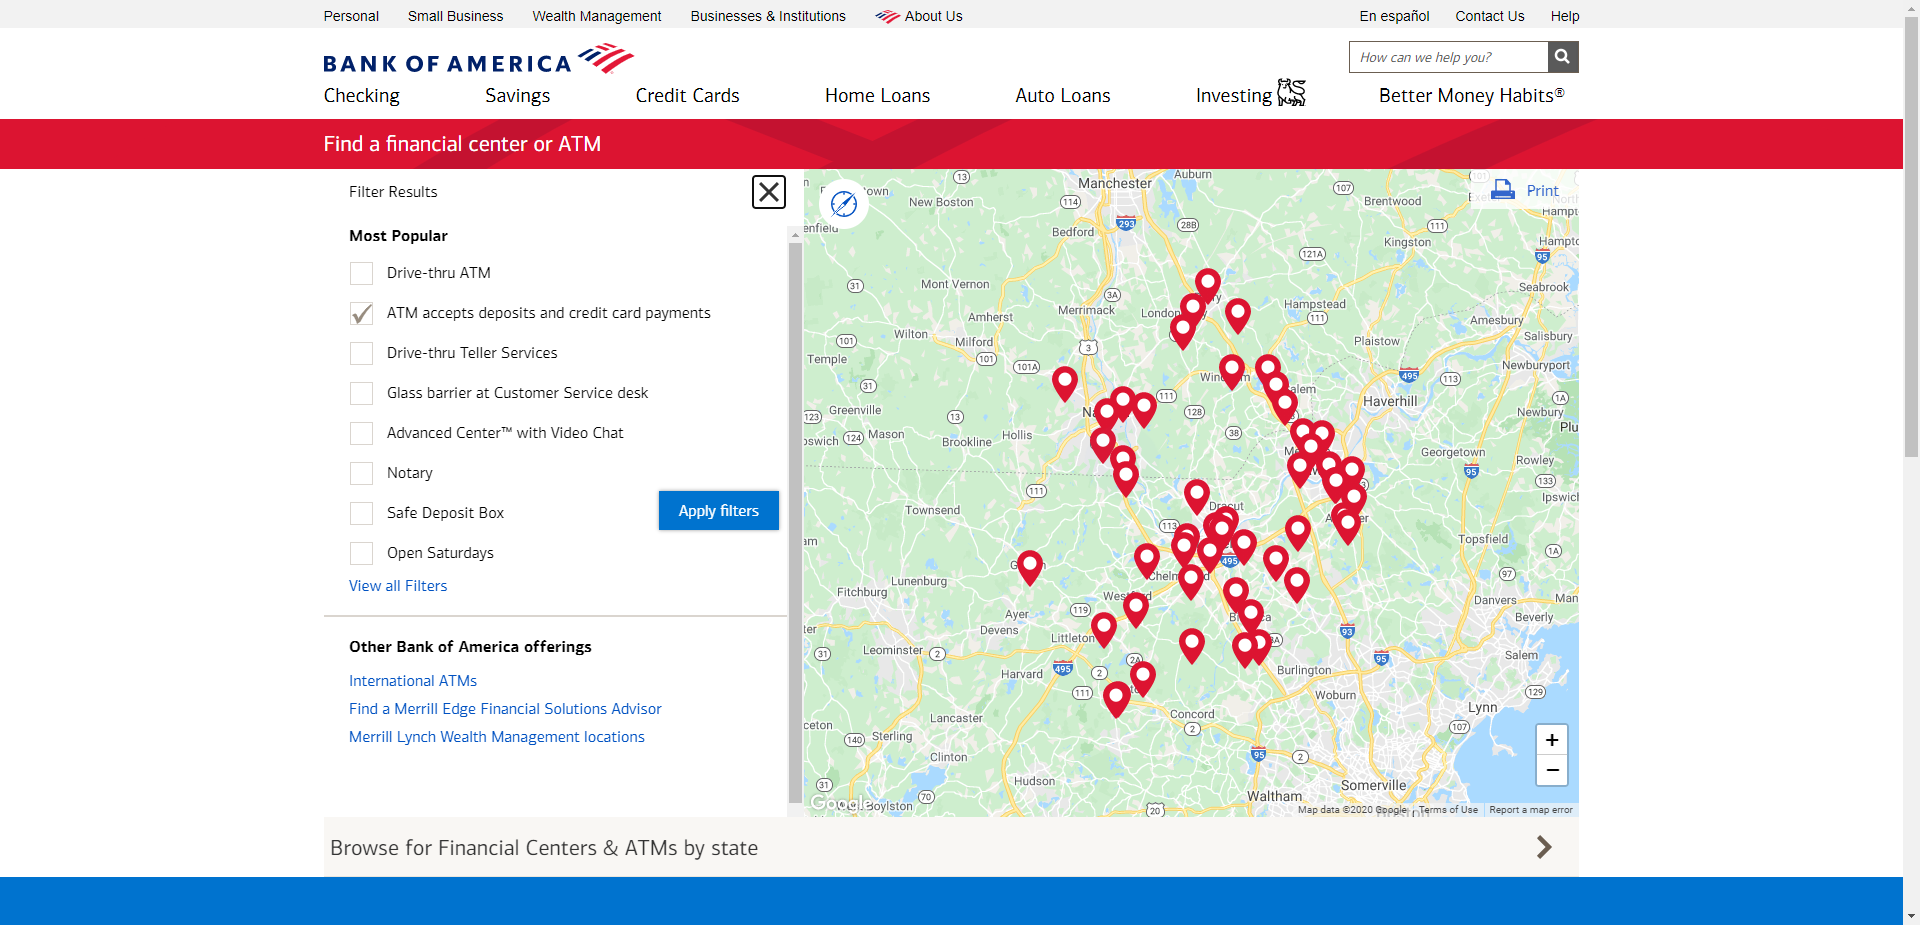 Personal Small Business Wealth Management Businesses & Institutions About Us En español Contact Us Help
BANK OF AMERICA
How can we help you?
Checking Savings Credit Cards Home Loans Auto Loans Investing Better Money Habits®
Find a financial center or ATM
Filter Results
Most Popular
Drive-thru ATM
ATM accepts deposits and credit card payments
Drive-thru Teller Services
Glass barrier at Customer Service desk
Advanced Center™ with Video Chat
Notary
Safe Deposit Box
Apply filters
Open Saturdays
View all Filters
Other Bank of America offerings
International ATMs
Find a Merrill Edge Financial Solutions Advisor
Merrill Lynch Wealth Management locations
Print
Manchester
Auburn
New Boston
Bedford
Brentwood
Kingston
Mont Vernon
Merrimack
Hampstead
Seabrook
Amherst
Amesbury
Wilton
Milford
Salisbury
Plaistow
Temple
Newburyport
Greenville
Haverhill
Newbury
Mason
Brookline
Hollis
Georgetown
Rowley
Townsend
Dracut
Topsfield
Lunenburg
Fitchburg
Ayer
Devens
Littleton
Danvers
Beverly
Leominster
Harvard
Burlington
Salem
Woburn
Lynn
Lancaster
Concord
Sterling
Clinton
Hudson
Somerville
Waltham
Boylston
Google
Map data ©2020 Google Terms of Use Report a map error
+
−
Browse for Financial Centers & ATMs by state